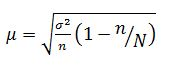 μ = √(σ²/n (1 − n/N))